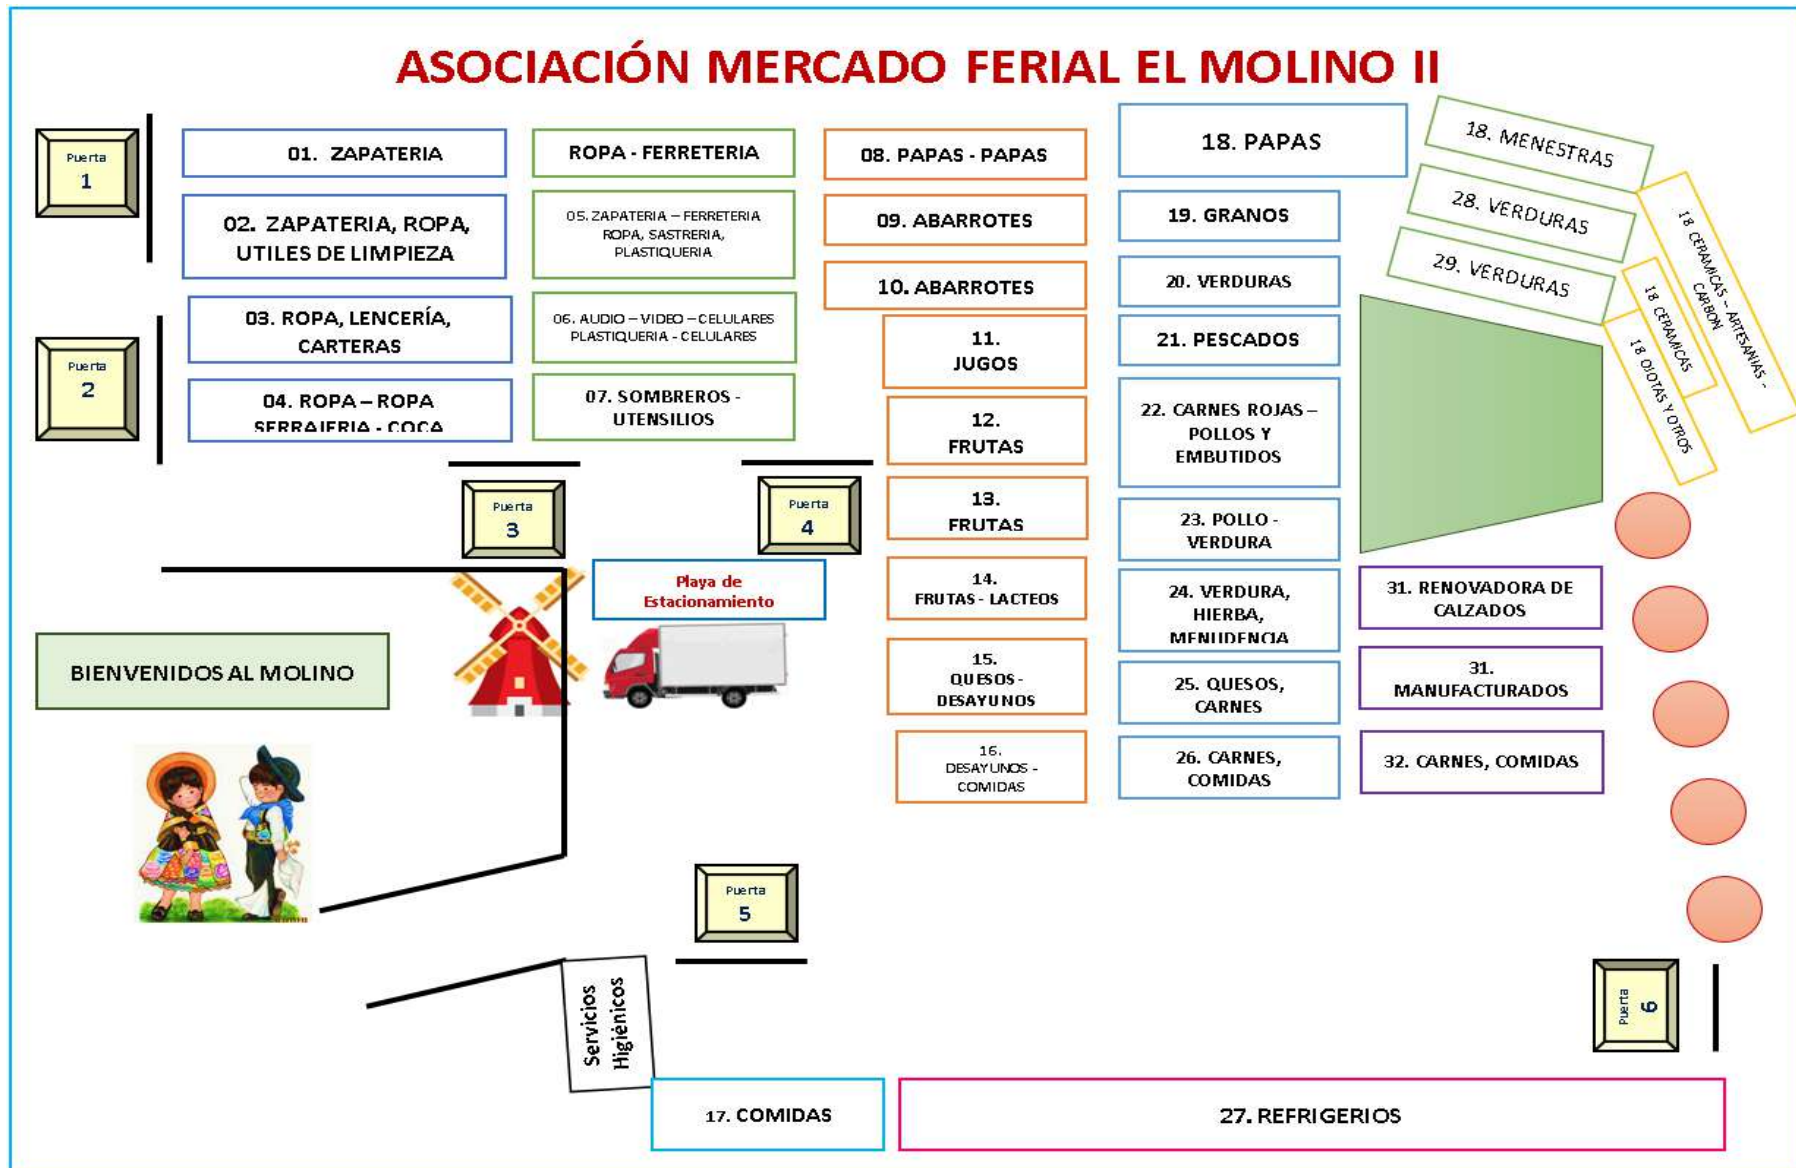 ASOCIACIÓN MERCADO FERIAL EL MOLINO II
Puerta
1
01. ZAPATERIA
02. ZAPATERIA, ROPA,
UTILES DE LIMPIEZA
Puerta
2
03. ROPA, LENCERÍA,
CARTERAS
04. ROPA – ROPA
SERRAJERIA - COCA
ROPA - FERRETERIA
05. ZAPATERIA – FERRETERIA
ROPA, SASTRERIA,
PLASTIQUERIA
06. AUDIO – VIDEO – CELULARES
PLASTIQUERIA - CELULARES
07. SOMBREROS -
UTENSILIOS
Puerta
3
Puerta
4
08. PAPAS - PAPAS
09. ABARROTES
10. ABARROTES
11.
JUGOS
12.
FRUTAS
13.
FRUTAS
14.
FRUTAS - LACTEOS
15.
QUESOS -
DESAYUNOS
16.
DESAYUNOS -
COMIDAS
18. PAPAS
19. GRANOS
20. VERDURAS
21. PESCADOS
22. CARNES ROJAS –
POLLOS Y
EMBUTIDOS
23. POLLO -
VERDURA
24. VERDURA,
HIERBA,
MENUDENCIA
25. QUESOS,
CARNES
26. CARNES,
COMIDAS
18. MENESTRAS
28. VERDURAS
29. VERDURAS
18 CERAMICAS – ARTESANIAS -
CARBON
18 CERAMICAS
18 OJOTAS Y OTROS
31. RENOVADORA DE
CALZADOS
31.
MANUFACTURADOS
32. CARNES, COMIDAS
Playa de
Estacionamiento
BIENVENIDOS AL MOLINO
Puerta
5
Puerta
6
Servicios
Higiénicos
17. COMIDAS
27. REFRIGERIOS